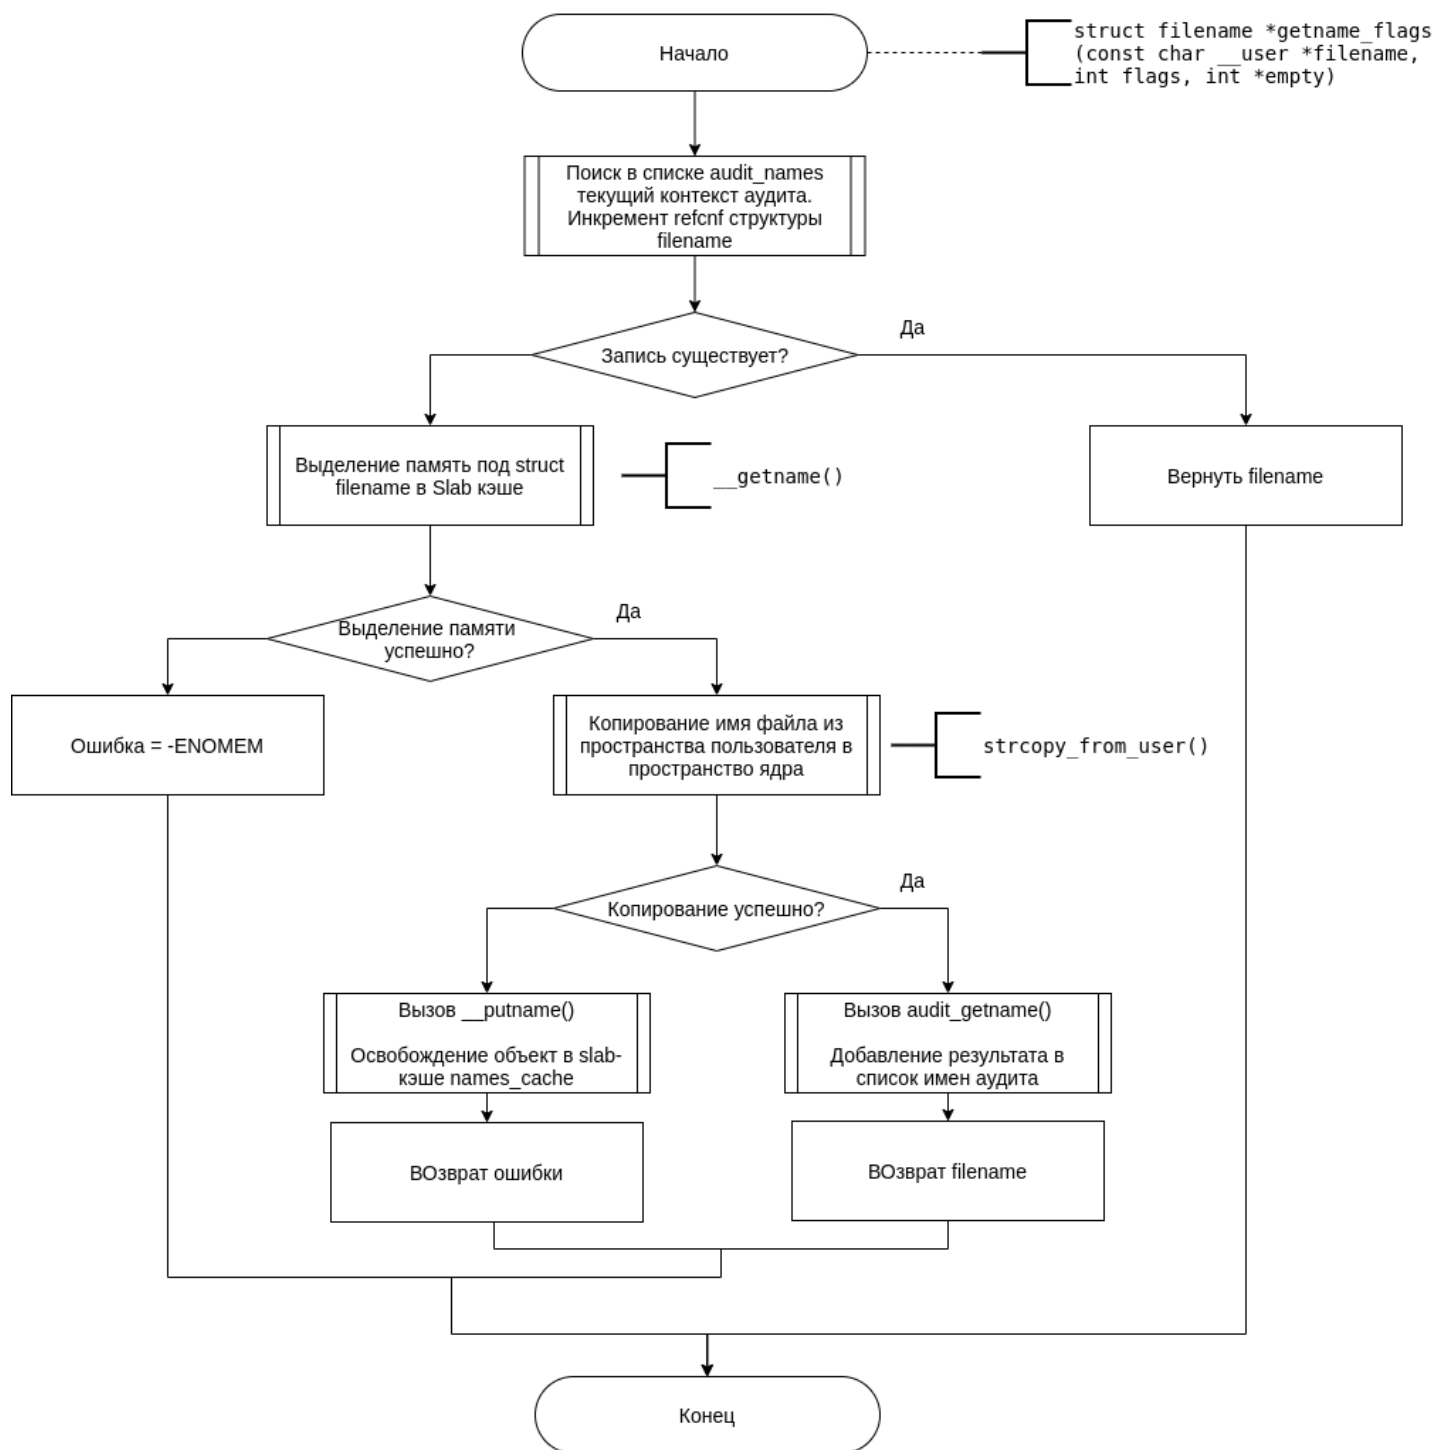 Начало
struct filename *getname_flags
(const char __user *filename,
int flags, int *empty)
Поиск в списке audit_names
текущий контекст аудита.
Инкремент refcnf структуры
filename
Да
Запись существует?
Выделение память под struct
filename в Slab кэше
__getname()
Вернуть filename
Да
Выделение памяти
успешно?
Ошибка = -ENOMEM
Копирование имя файла из
пространства пользователя в
пространство ядра
strcopy_from_user()
Да
Копирование успешно?
Вызов __putname()
Освобождение объект в slab-
кэше names_cache
Вызов audit_getname()
Добавление результата в
список имен аудита
ВОзврат ошибки
ВОзврат filename
Конец